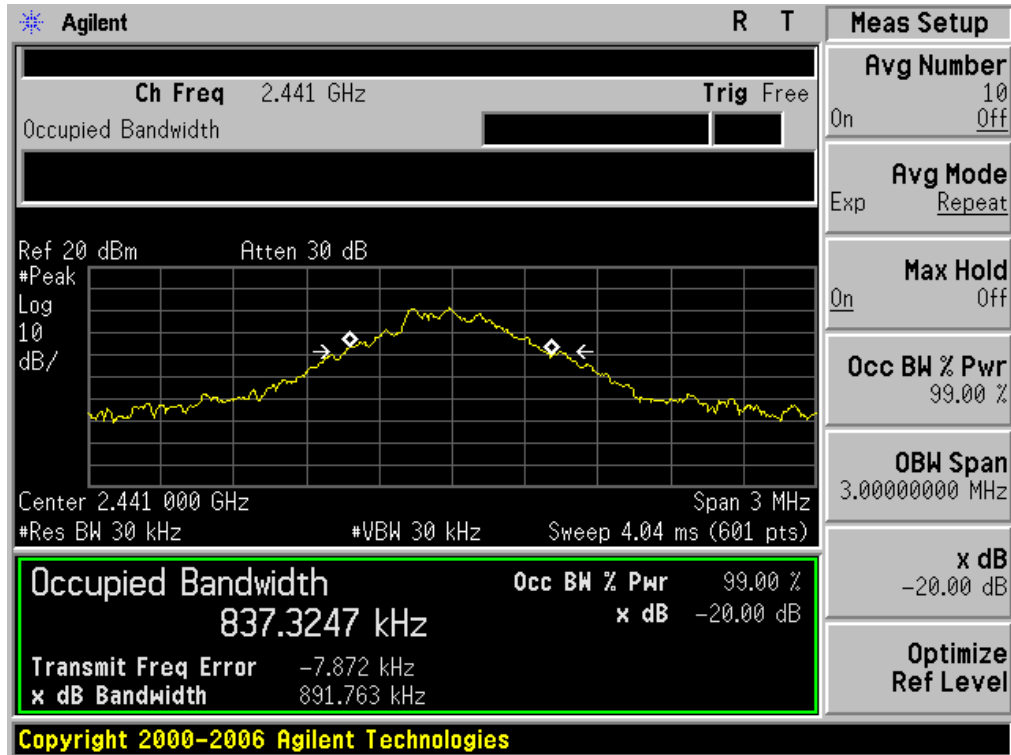 Agilent R T
Ch Freq 2.441 GHz Trig Free
Occupied Bandwidth
Ref 20 dBm Atten 30 dB
#Peak
Log
10
dB/
Center 2.441 000 GHz Span 3 MHz
#Res BW 30 kHz #VBW 30 kHz Sweep 4.04 ms (601 pts)
Occupied Bandwidth Occ BW % Pwr 99.00 %
837.3247 kHz x dB -20.00 dB
Transmit Freq Error -7.872 kHz
x dB Bandwidth 891.763 kHz
Copyright 2000-2006 Agilent Technologies
Meas Setup
Avg Number
10
On Off
Avg Mode
Exp Repeat
Max Hold
On Off
Occ BW % Pwr
99.00 %
OBW Span
3.00000000 MHz
x dB
-20.00 dB
Optimize
Ref Level